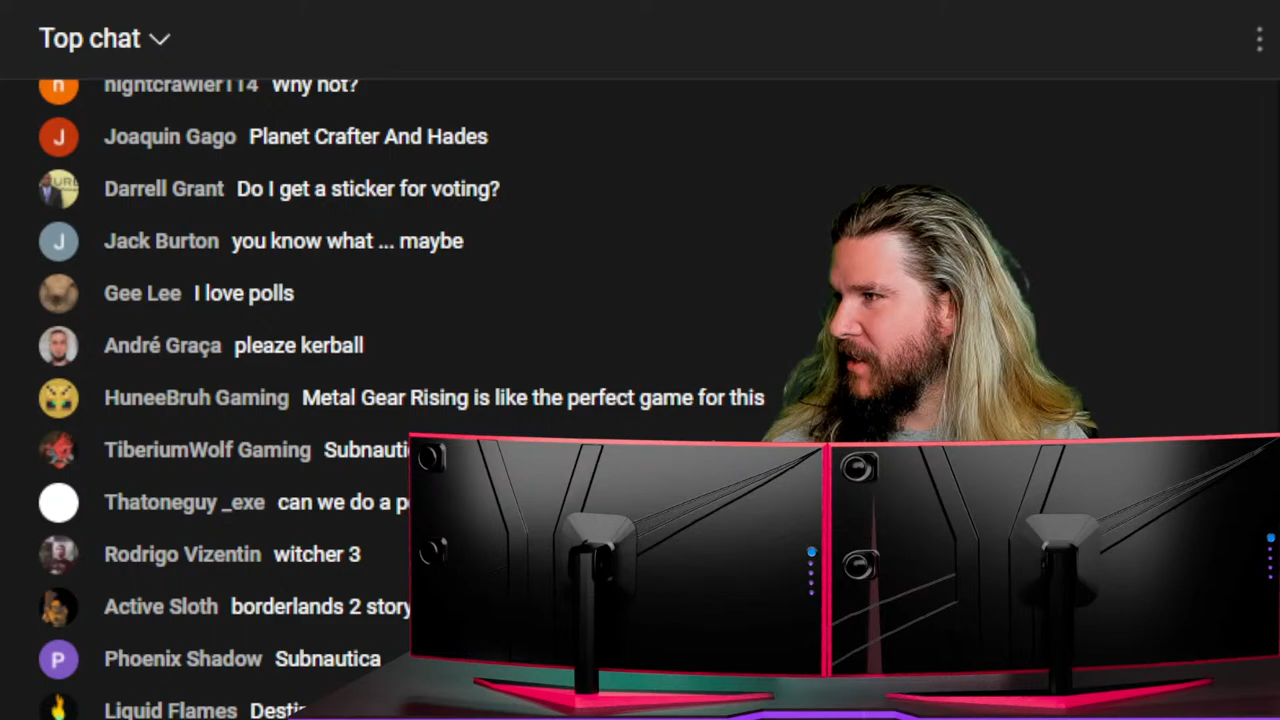 Top chat
nightcrawler114 Why not?
J Joaquin Gago Planet Crafter And Hades
Darrell Grant Do I get a sticker for voting?
J Jack Burton you know what ... maybe
Gee Lee I love polls
André Graça pleaze kerball
HuneeBruh Gaming Metal Gear Rising is like the perfect game for this
TiberiumWolf Gaming Subnauti
Thatoneguy _exe can we do a
Rodrigo Vizentin witcher 3
Active Sloth borderlands 2 story
P Phoenix Shadow Subnautica
Liquid Flames Desti